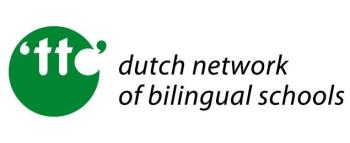 'ttc'
dutch network
of bilingual schools